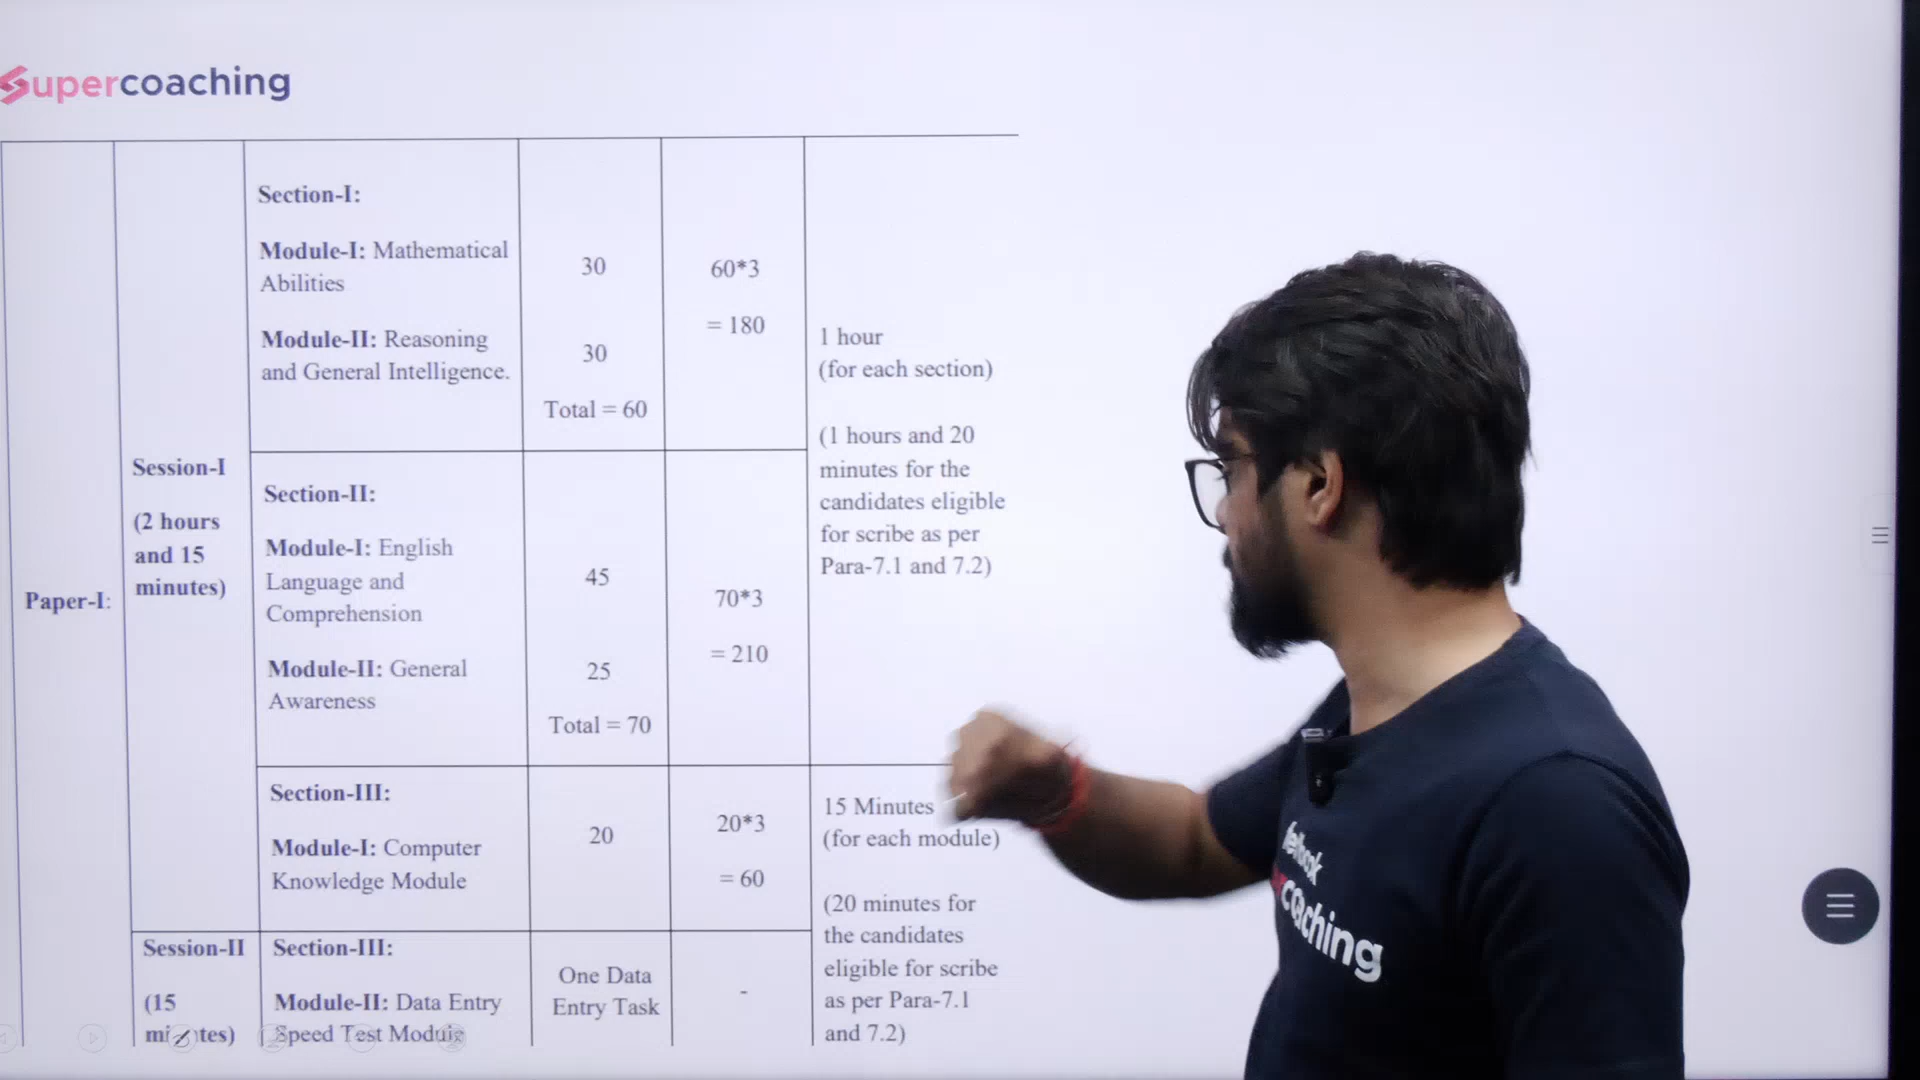 Supercoaching
Paper-I:
Session-I
(2 hours
and 15
minutes)
Section-I:
Module-I: Mathematical
Abilities
Module-II: Reasoning
and General Intelligence.
30
30
Total = 60
60*3
= 180
1 hour
(for each section)
(1 hours and 20
minutes for the
candidates eligible
for scribe as per
Para-7.1 and 7.2)
Section-II:
Module-I: English
Language and
Comprehension
Module-II: General
Awareness
45
25
Total = 70
70*3
= 210
Section-III:
Module-I: Computer
Knowledge Module
20
20*3
= 60
15 Minutes
(for each module)
(20 minutes for
the candidates
eligible for scribe
as per Para-7.1
and 7.2)
Session-II
(15
minutes)
Section-III:
Module-II: Data Entry
Speed Test Module
One Data
Entry Task
-
coaching